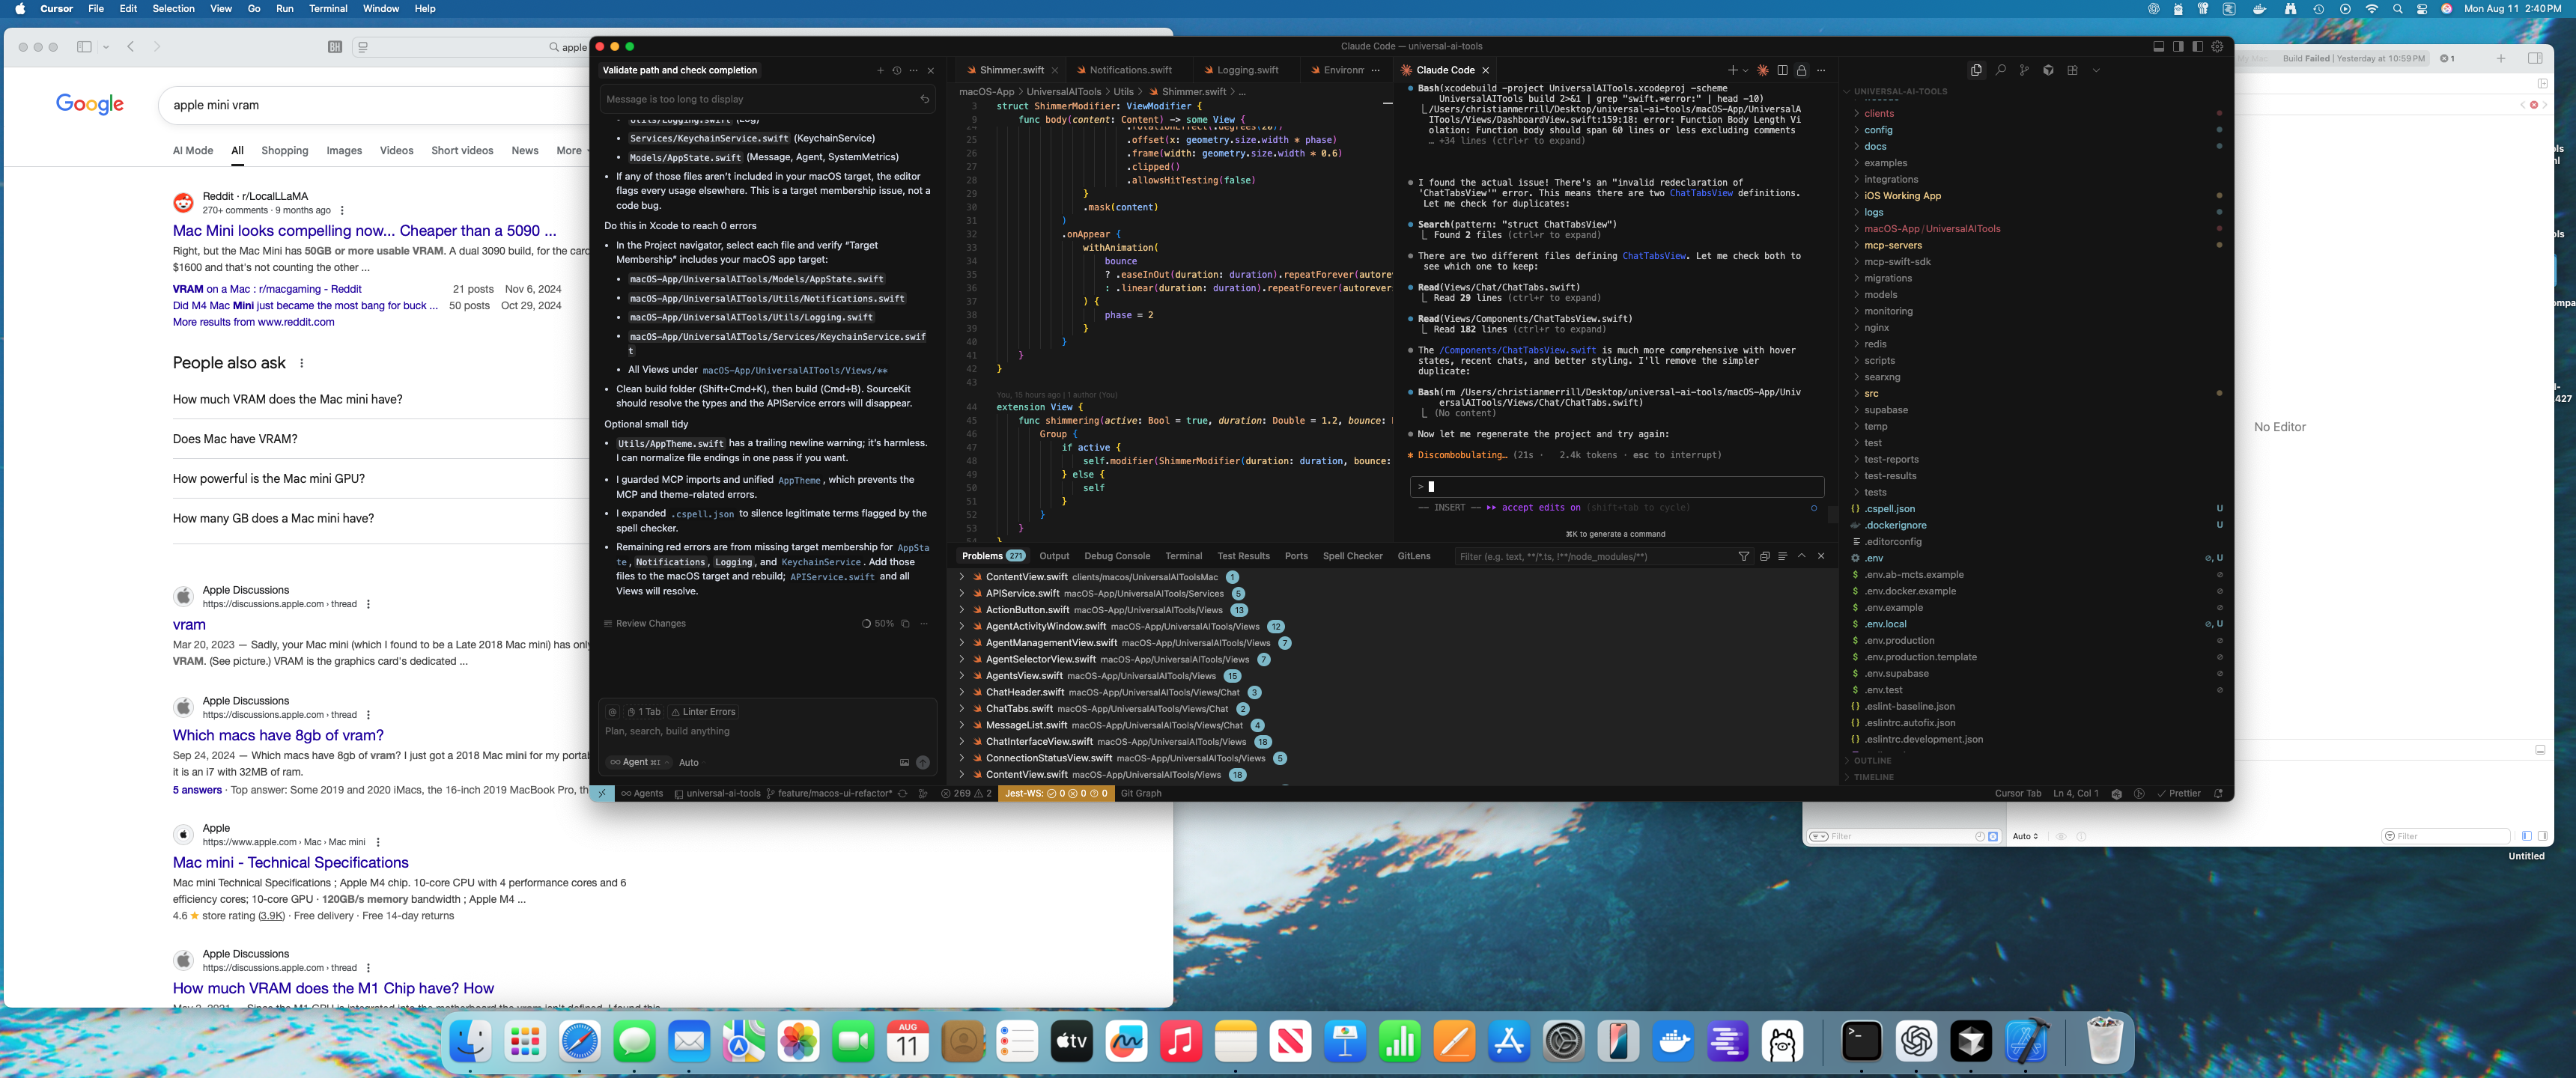 Cursor File Edit Selection View Go Run Terminal Window Help
Mon Aug 11 2:40 PM
BH
apple
Google
apple mini vram
AI Mode All Shopping Images Videos Short videos News More
Reddit · r/LocalLLaMA
270+ comments · 9 months ago
Mac Mini looks compelling now... Cheaper than a 5090 ...
Right, but the Mac Mini has 50GB or more usable VRAM. A dual 3090 build, for the card
$1600 and that's not counting the other ...
VRAM on a Mac : r/macgaming - Reddit 21 posts Nov 6, 2024
Did M4 Mac Mini just became the most bang for buck ... 50 posts Oct 29, 2024
More results from www.reddit.com
People also ask
How much VRAM does the Mac mini have?
Does Mac have VRAM?
How powerful is the Mac mini GPU?
How many GB does a Mac mini have?
Apple Discussions
https://discussions.apple.com › thread
vram
Mar 20, 2023 — Sadly, your Mac mini (which I found to be a Late 2018 Mac mini) has only
VRAM. (See picture.) VRAM is the graphics card's dedicated ...
Apple Discussions
https://discussions.apple.com › thread
Which macs have 8gb of vram?
Sep 24, 2024 — Which macs have 8gb of vram? I just got a 2018 Mac mini for my portab
it is an i7 with 32MB of ram.
5 answers · Top answer: Some 2019 and 2020 iMacs, the 16-inch 2019 MacBook Pro, th
Apple
https://www.apple.com › Mac › Mac mini
Mac mini - Technical Specifications
Mac mini Technical Specifications ; Apple M4 chip. 10-core CPU with 4 performance cores and 6
efficiency cores; 10-core GPU · 120GB/s memory bandwidth ; Apple M4 ...
4.6 ★ store rating (3.9K) · Free delivery · Free 14-day returns
Apple Discussions
https://discussions.apple.com › thread
How much VRAM does the M1 Chip have? How
Claude Code — universal-ai-tools
Validate path and check completion
Message is too long to display
Utils/Logging.swift (Log)
Services/KeychainService.swift (KeychainService)
Models/AppState.swift (Message, Agent, SystemMetrics)
If any of those files aren't included in your macOS target, the editor
flags every usage elsewhere. This is a target membership issue, not a
code bug.
Do this in Xcode to reach 0 errors
In the Project navigator, select each file and verify "Target
Membership" includes your macOS app target:
macOS-App/UniversalAITools/Models/AppState.swift
macOS-App/UniversalAITools/Utils/Notifications.swift
macOS-App/UniversalAITools/Utils/Logging.swift
macOS-App/UniversalAITools/Services/KeychainService.swif
t
All Views under macOS-App/UniversalAITools/Views/**
Clean build folder (Shift+Cmd+K), then build (Cmd+B). SourceKit
should resolve the types and the APIService errors will disappear.
Optional small tidy
Utils/AppTheme.swift has a trailing newline warning; it's harmless.
I can normalize file endings in one pass if you want.
I guarded MCP imports and unified AppTheme, which prevents the
MCP and theme-related errors.
I expanded .cspell.json to silence legitimate terms flagged by the
spell checker.
Remaining red errors are from missing target membership for AppSta
te, Notifications, Logging, and KeychainService. Add those
files to the macOS target and rebuild; APIService.swift and all
Views will resolve.
Review Changes 50%
@ 1 Tab Linter Errors
Plan, search, build anything
Agent ⌘I Auto
Shimmer.swift Notifications.swift Logging.swift Environm
macOS-App > UniversalAITools > Utils > Shimmer.swift > ...
3 struct ShimmerModifier: ViewModifier {
9 func body(content: Content) -> some View {
24 .rotationEffect(.degrees(20))
25 .offset(x: geometry.size.width * phase)
26 .frame(width: geometry.size.width * 0.6)
27 .clipped()
28 .allowsHitTesting(false)
29 }
30 .mask(content)
31 )
32 .onAppear {
33 withAnimation(
34 bounce
35 ? .easeInOut(duration: duration).repeatForever(autorev
36 : .linear(duration: duration).repeatForever(autorevers
37 ) {
38 phase = 2
39 }
40 }
41 }
42 }
43
You, 15 hours ago | 1 author (You)
44 extension View {
45 func shimmering(active: Bool = true, duration: Double = 1.2, bounce:
46 Group {
47 if active {
48 self.modifier(ShimmerModifier(duration: duration, bounce:
49 } else {
50 self
51 }
52 }
53 }
54 }
Claude Code
Bash(xcodebuild -project UniversalAITools.xcodeproj -scheme
UniversalAITools build 2>&1 | grep "swift.*error:" | head -10)
/Users/christianmerrill/Desktop/universal-ai-tools/macOS-App/UniversalA
ITools/Views/DashboardView.swift:159:18: error: Function Body Length Vi
olation: Function body should span 60 lines or less excluding comments
… +34 lines (ctrl+r to expand)
I found the actual issue! There's an "invalid redeclaration of
'ChatTabsView'" error. This means there are two ChatTabsView definitions.
Let me check for duplicates:
Search(pattern: "struct ChatTabsView")
Found 2 files (ctrl+r to expand)
There are two different files defining ChatTabsView. Let me check both to
see which one to keep:
Read(Views/Chat/ChatTabs.swift)
Read 29 lines (ctrl+r to expand)
Read(Views/Components/ChatTabsView.swift)
Read 182 lines (ctrl+r to expand)
The /Components/ChatTabsView.swift is much more comprehensive with hover
states, recent chats, and better styling. I'll remove the simpler
duplicate:
Bash(rm /Users/christianmerrill/Desktop/universal-ai-tools/macOS-App/Univ
ersalAITools/Views/Chat/ChatTabs.swift)
(No content)
Now let me regenerate the project and try again:
Discombobulating… (21s · 2.4k tokens · esc to interrupt)
>
— INSERT — ▸▸ accept edits on (shift+tab to cycle)
⌘K to generate a command
Problems 271 Output Debug Console Terminal Test Results Ports Spell Checker GitLens
Filter (e.g. text, **/*.ts, !**/node_modules/**)
ContentView.swift clients/macos/UniversalAIToolsMac 1
APIService.swift macOS-App/UniversalAITools/Services 5
ActionButton.swift macOS-App/UniversalAITools/Views 13
AgentActivityWindow.swift macOS-App/UniversalAITools/Views 12
AgentManagementView.swift macOS-App/UniversalAITools/Views 7
AgentSelectorView.swift macOS-App/UniversalAITools/Views 7
AgentsView.swift macOS-App/UniversalAITools/Views 15
ChatHeader.swift macOS-App/UniversalAITools/Views/Chat 3
ChatTabs.swift macOS-App/UniversalAITools/Views/Chat 2
MessageList.swift macOS-App/UniversalAITools/Views/Chat 4
ChatInterfaceView.swift macOS-App/UniversalAITools/Views 18
ConnectionStatusView.swift macOS-App/UniversalAITools/Views 5
ContentView.swift macOS-App/UniversalAITools/Views 18
UNIVERSAL-AI-TOOLS
clients
config
docs
examples
integrations
iOS Working App
logs
macOS-App / UniversalAITools
mcp-servers
mcp-swift-sdk
migrations
models
monitoring
nginx
redis
scripts
searxng
src
supabase
temp
test
test-reports
test-results
tests
.cspell.json U
.dockerignore U
.editorconfig
.env U
.env.ab-mcts.example
.env.docker.example
.env.example
.env.local U
.env.production
.env.production.template
.env.supabase
.env.test
.eslint-baseline.json
.eslintrc.autofix.json
.eslintrc.development.json
OUTLINE
TIMELINE
Agents universal-ai-tools feature/macos-ui-refactor* 269 2 Jest-WS: 0 0 0 Git Graph
Cursor Tab Ln 4, Col 1 Prettier
Build Failed | Yesterday at 10:59 PM 1
No Editor
427
Filter
Auto
Filter
Untitled
AUG
11
tv